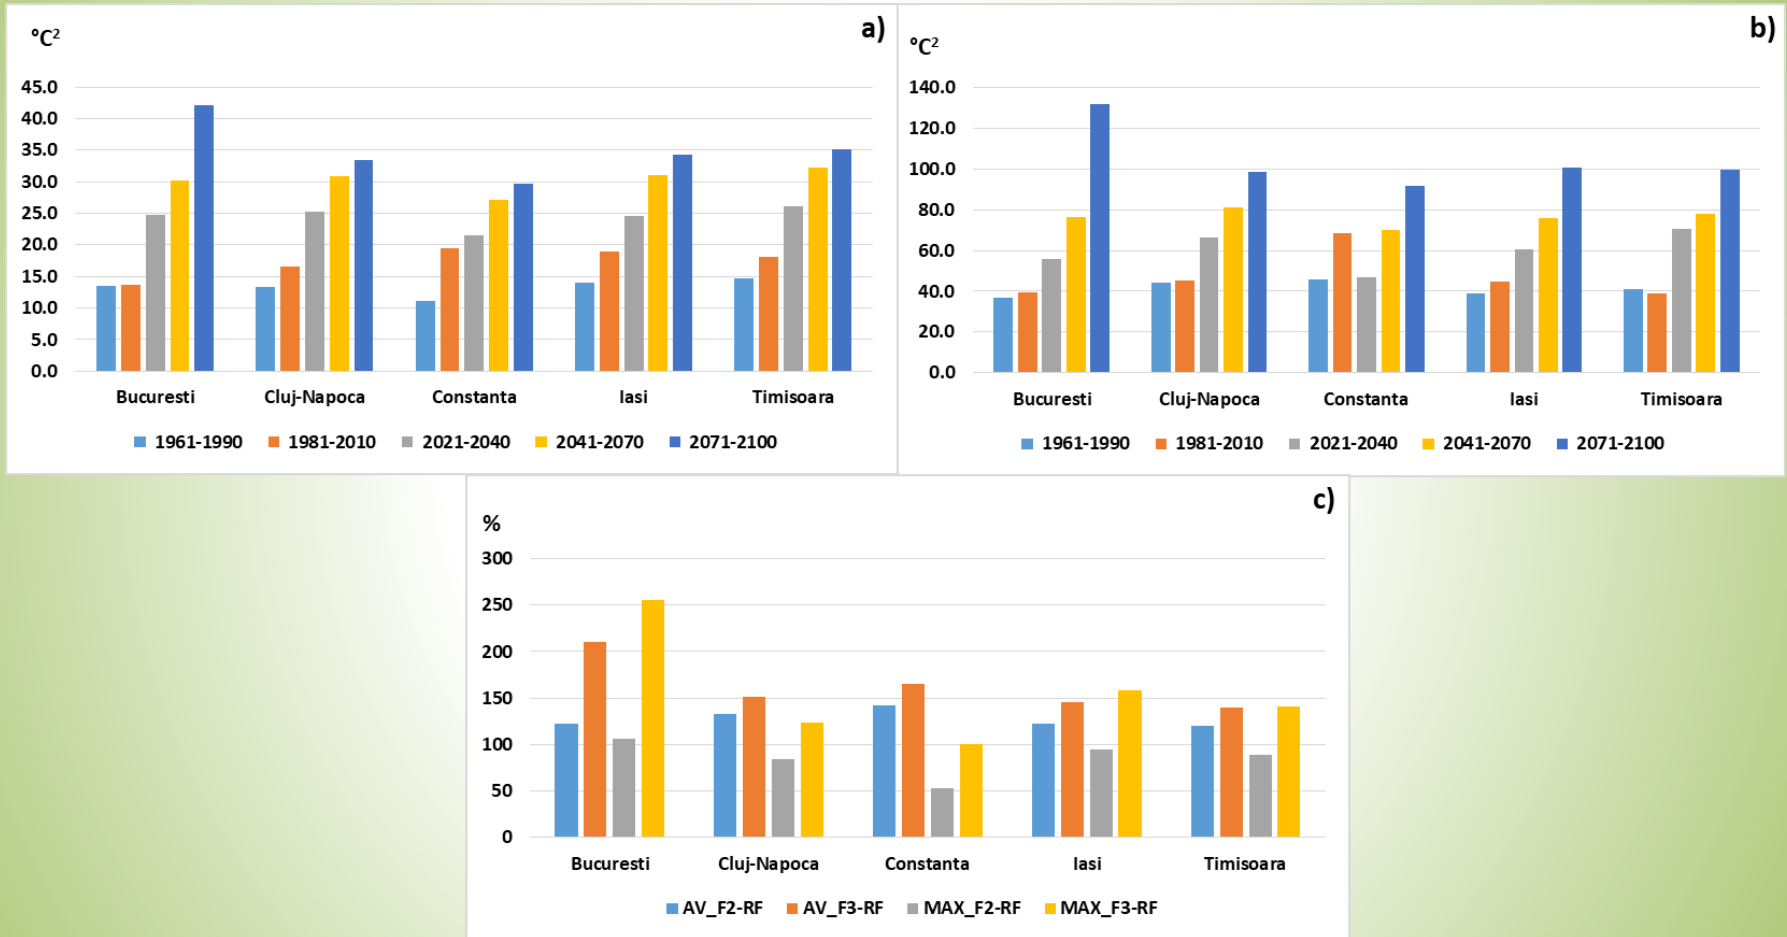 a)
°C²
45.0
40.0
35.0
30.0
25.0
20.0
15.0
10.0
5.0
0.0
Bucuresti Cluj-Napoca Constanta Iasi Timisoara
1961-1990 1981-2010 2021-2040 2041-2070 2071-2100
b)
°C²
140.0
120.0
100.0
80.0
60.0
40.0
20.0
0.0
Bucuresti Cluj-Napoca Constanta Iasi Timisoara
1961-1990 1981-2010 2021-2040 2041-2070 2071-2100
c)
%
300
250
200
150
100
50
0
Bucuresti Cluj-Napoca Constanta Iasi Timisoara
AV_F2-RF AV_F3-RF MAX_F2-RF MAX_F3-RF